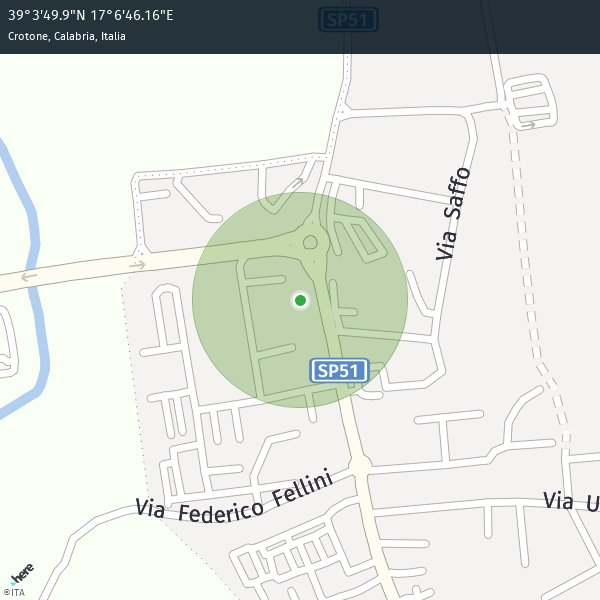 39°3'49.9"N 17°6'46.16"E
Crotone, Calabria, Italia
SP51
Via Saffo
SP51
Via Federico Fellini
Via U
here
©ITA